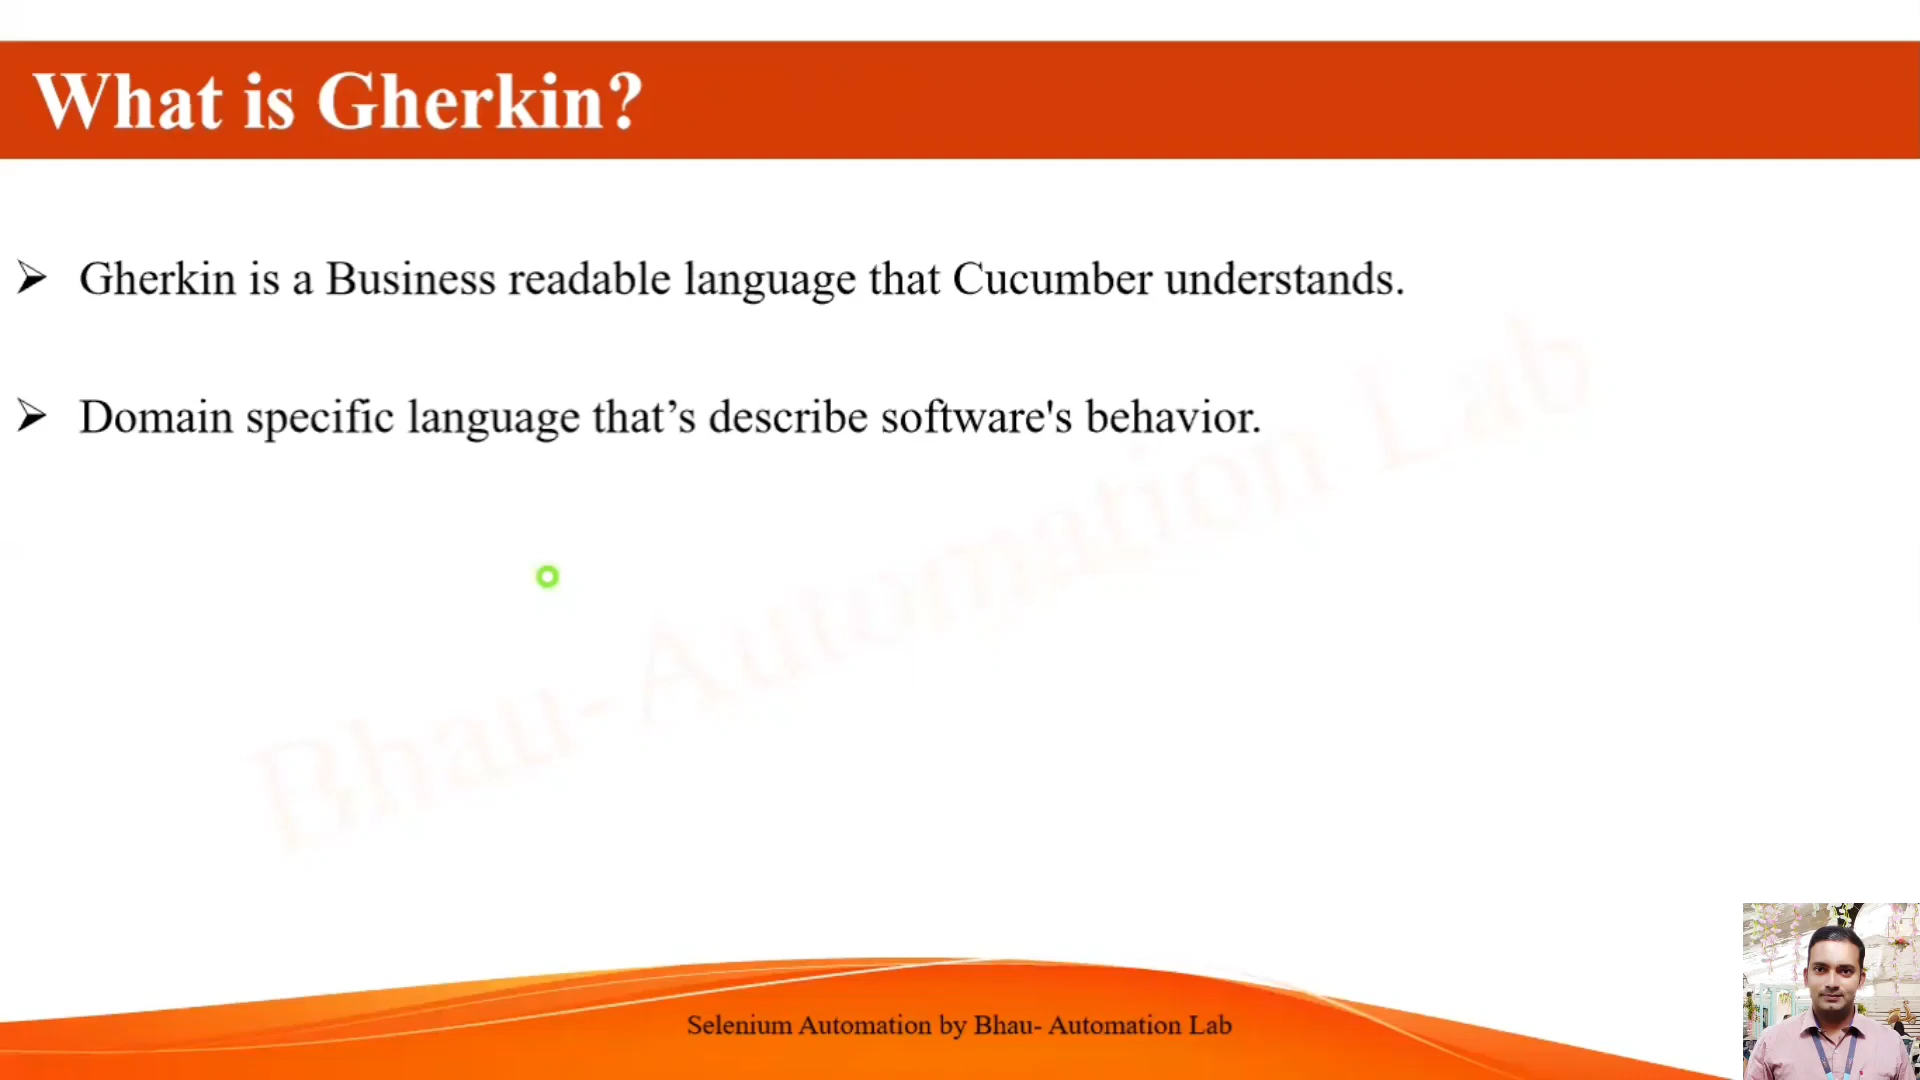 What is Gherkin?
Gherkin is a Business readable language that Cucumber understands.
Domain specific language that’s describe software's behavior.
Bhau-Automation Lab
Selenium Automation by Bhau- Automation Lab